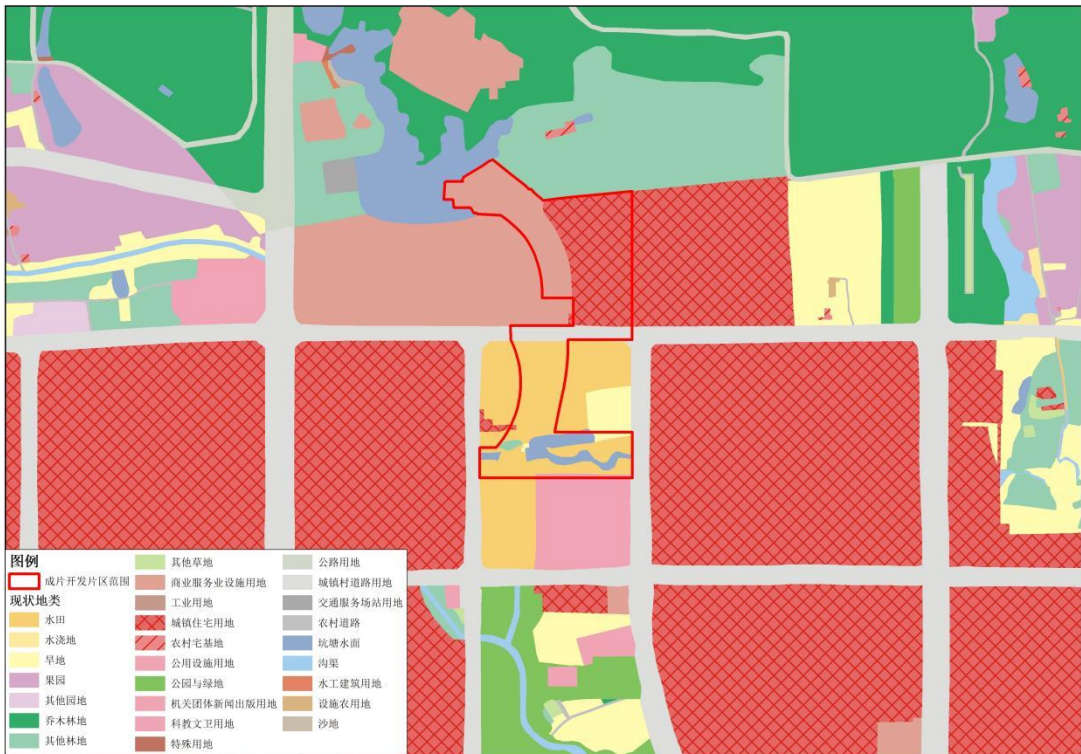 图例
成片开发片区范围
现状地类
水田
水浇地
旱地
果园
其他园地
乔木林地
其他林地
其他草地
商业服务业设施用地
工业用地
城镇住宅用地
农村宅基地
公用设施用地
公园与绿地
机关团体新闻出版用地
科教文卫用地
特殊用地
公路用地
城镇村道路用地
交通服务场站用地
农村道路
坑塘水面
沟渠
水工建筑用地
设施农用地
沙地